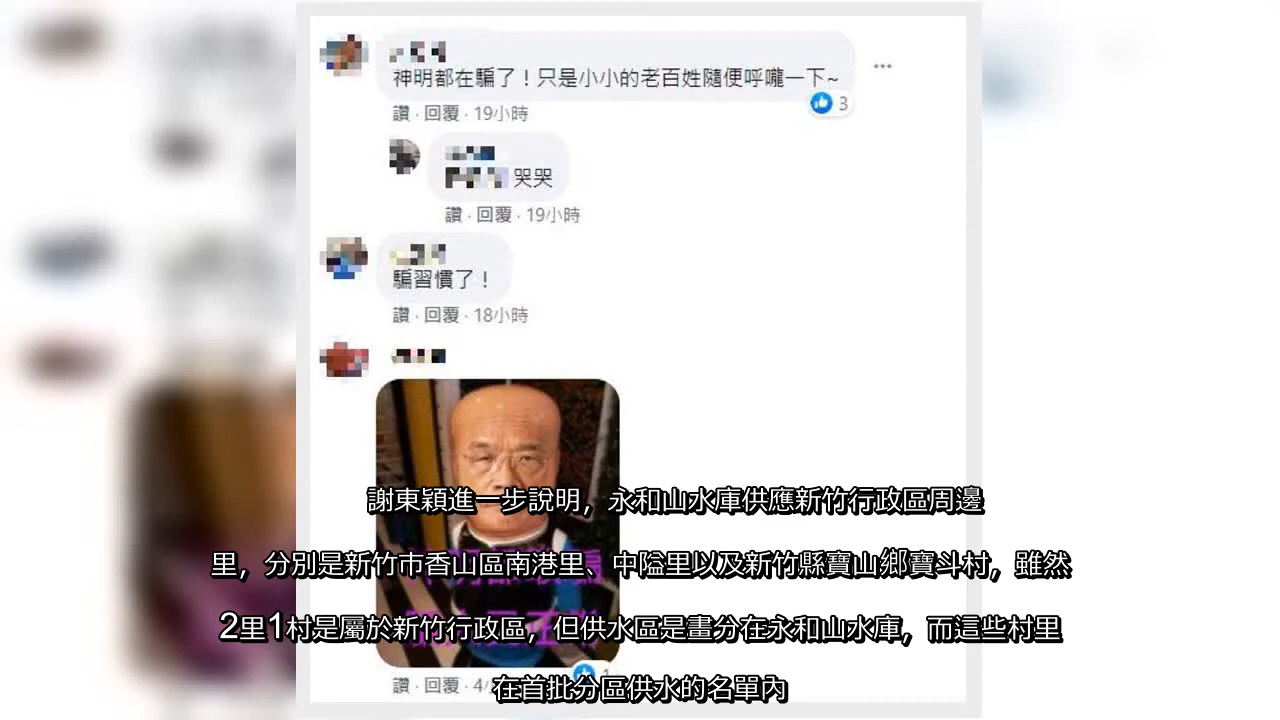 神明都在騙了！只是小小的老百姓隨便呼嚨一下~
讚 · 回覆 · 19小時
3
哭哭
讚 · 回覆 · 19小時
騙習慣了！
讚 · 回覆 · 18小時
謝東穎進一步說明，永和山水庫供應新竹行政區周邊
里，分別是新竹市香山區南港里、中隘里以及新竹縣寶山鄉寶斗村，雖然
2里1村是屬於新竹行政區，但供水區是畫分在永和山水庫，而這些村里
讚 · 回覆 · 4
1
在首批分區供水的名單內